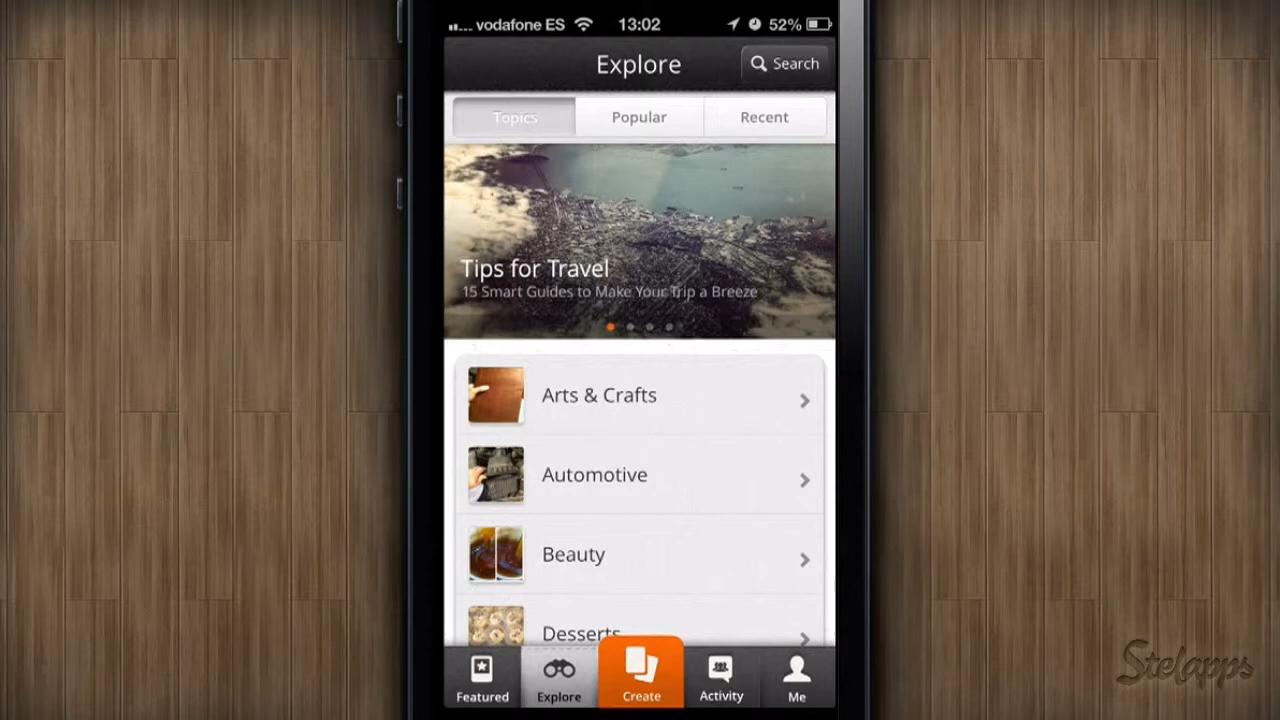 vodafone ES 13:02 52%
Explore
Search
Topics Popular Recent
Tips for Travel
15 Smart Guides to Make Your Trip a Breeze
Arts & Crafts
Automotive
Beauty
Desserts
Featured Explore Create Activity Me
Stelapps